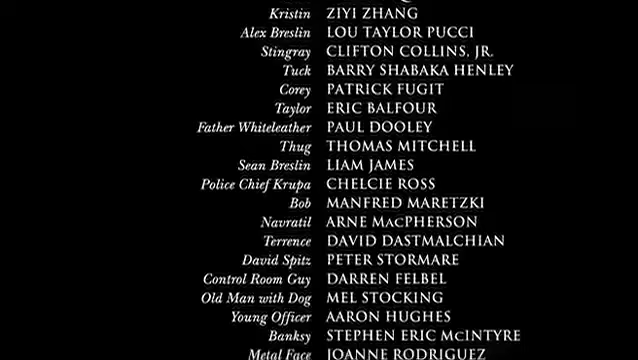 Kristin ZIYI ZHANG
Alex Breslin LOU TAYLOR PUCCI
Stingray CLIFTON COLLINS, JR.
Tuck BARRY SHABAKA HENLEY
Corey PATRICK FUGIT
Taylor ERIC BALFOUR
Father Whiteleather PAUL DOOLEY
Thug THOMAS MITCHELL
Sean Breslin LIAM JAMES
Police Chief Krupa CHELCIE ROSS
Bob MANFRED MARETZKI
Navratil ARNE MACPHERSON
Terrence DAVID DASTMALCHIAN
David Spitz PETER STORMARE
Control Room Guy DARREN FELBEL
Old Man with Dog MEL STOCKING
Young Officer AARON HUGHES
Banksy STEPHEN ERIC MCINTYRE
Metal Face JOANNE RODRIGUEZ